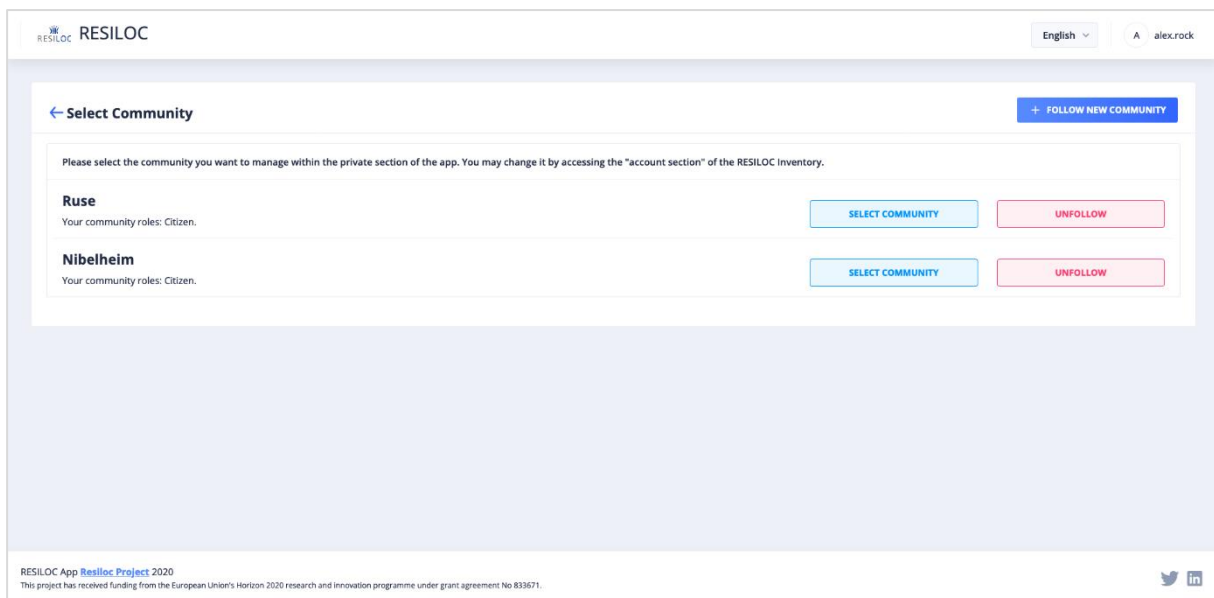 RESILOC RESILOC
English
A alex.rock
Select Community
+ FOLLOW NEW COMMUNITY
Please select the community you want to manage within the private section of the app. You may change it by accessing the "account section" of the RESILOC Inventory.
Ruse
Your community roles: Citizen.
SELECT COMMUNITY
UNFOLLOW
Nibelheim
Your community roles: Citizen.
SELECT COMMUNITY
UNFOLLOW
RESILOC App Resiloc Project 2020
This project has received funding from the European Union's Horizon 2020 research and innovation programme under grant agreement No 833671.
in